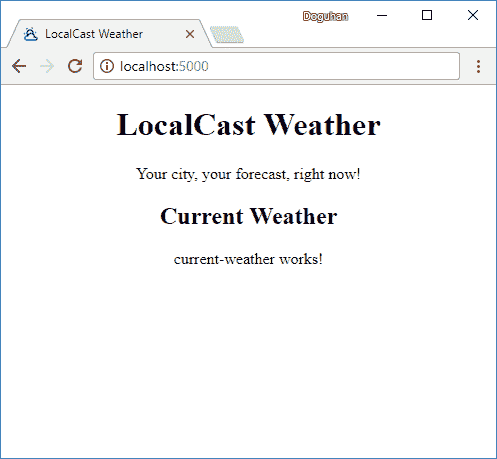 Doguhan
LocalCast Weather
localhost:5000
LocalCast Weather
Your city, your forecast, right now!
Current Weather
current-weather works!